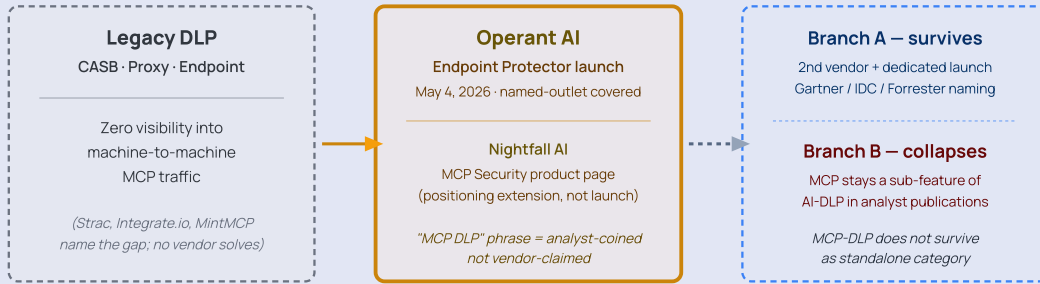 Legacy DLP
CASB · Proxy · Endpoint
Zero visibility into
machine-to-machine
MCP traffic
(Strac, Integrate.io, MintMCP
name the gap; no vendor solves)
Operant AI
Endpoint Protector launch
May 4, 2026 · named-outlet covered
Nightfall AI
MCP Security product page
(positioning extension, not launch)
"MCP DLP" phrase = analyst-coined
not vendor-claimed
Branch A — survives
2nd vendor + dedicated launch
Gartner / IDC / Forrester naming
Branch B — collapses
MCP stays a sub-feature of
AI-DLP in analyst publications
MCP-DLP does not survive
as standalone category